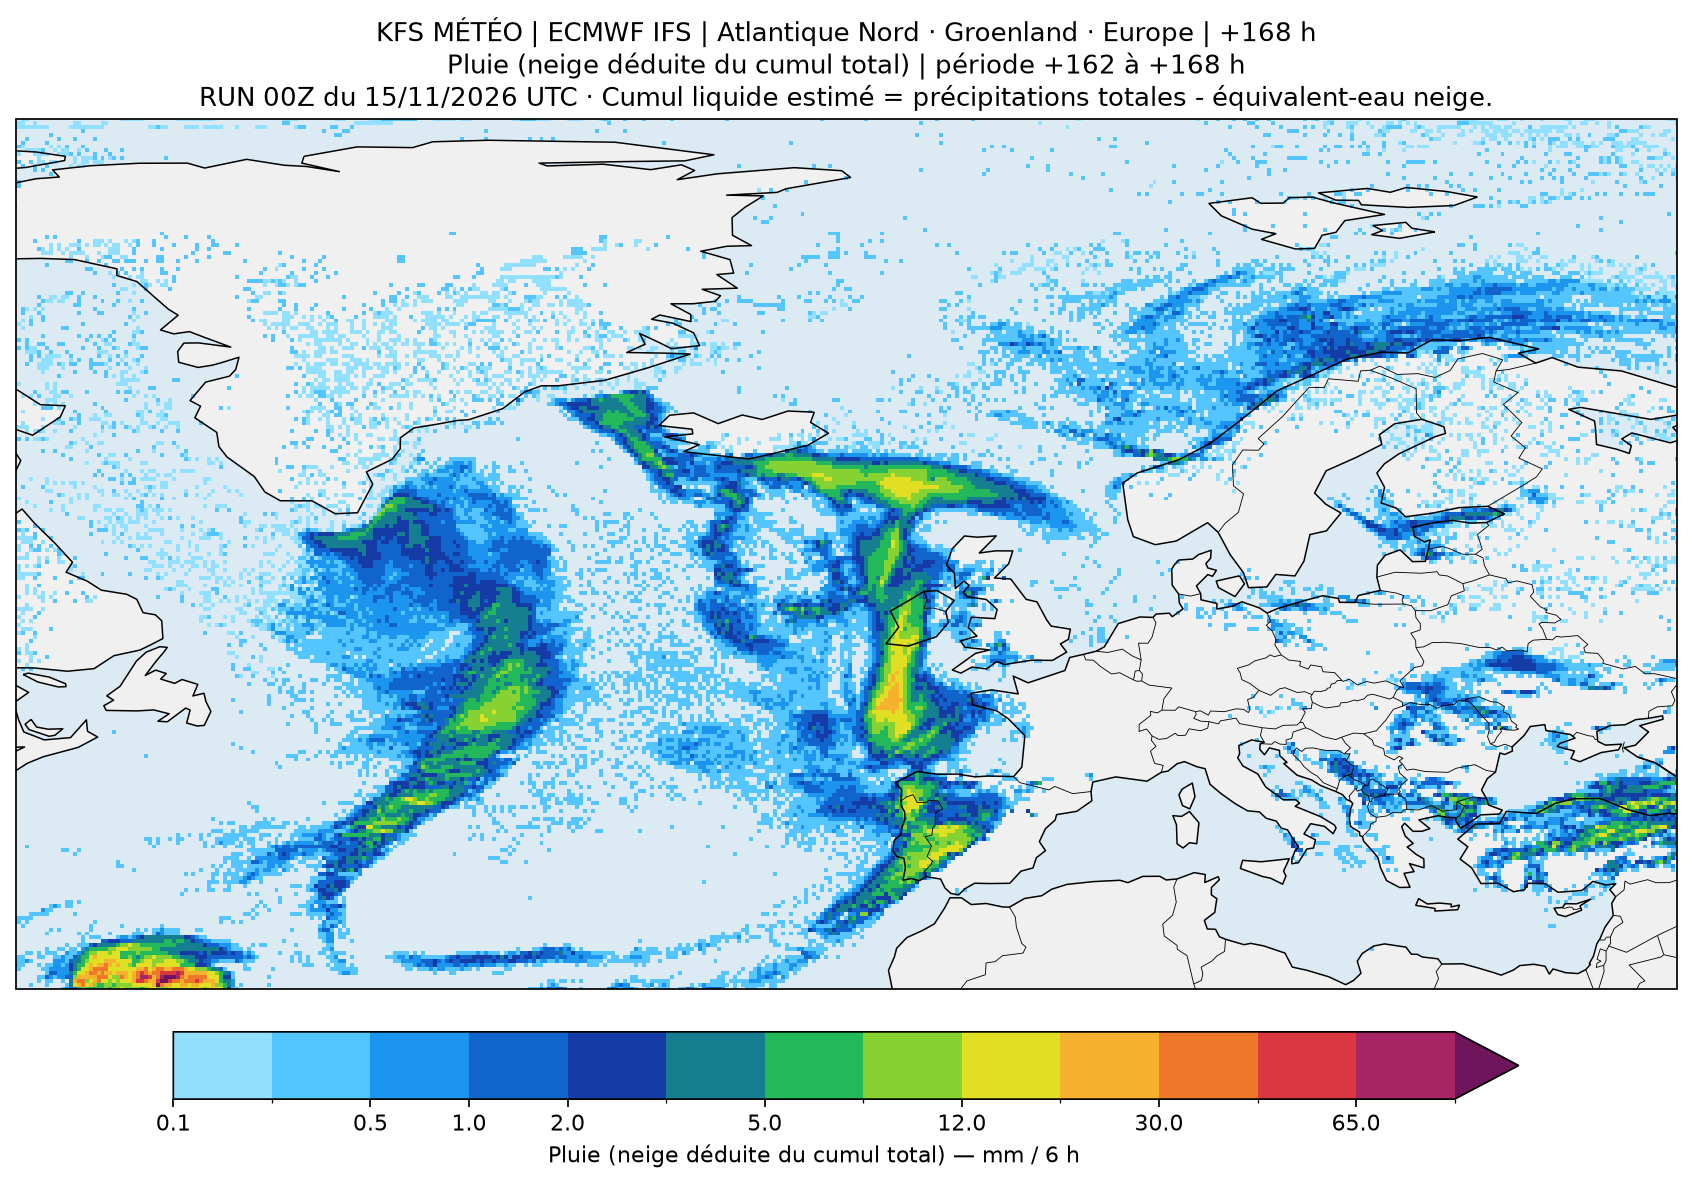 KFS MÉTÉO | ECMWF IFS | Atlantique Nord · Groenland · Europe | +168 h
Pluie (neige déduite du cumul total) | période +162 à +168 h
RUN 00Z du 15/11/2026 UTC · Cumul liquide estimé = précipitations totales - équivalent-eau neige.
0.1 0.5 1.0 2.0 5.0 12.0 30.0 65.0
Pluie (neige déduite du cumul total) — mm / 6 h